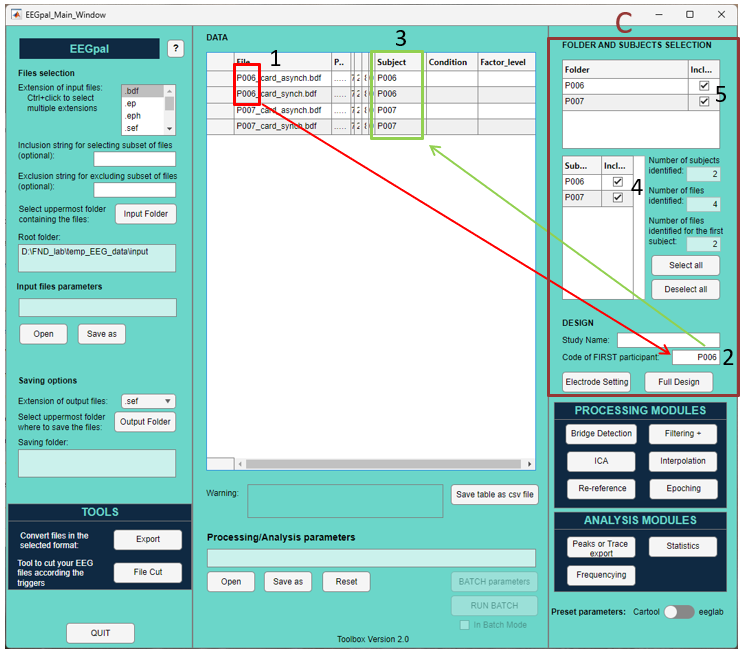 EEGpal_Main_Window
C
EEGpal
?
Files selection
Extension of input files:
Ctrl+click to select
multiple extensions
.bdf
.ep
.eph
.sef
Inclusion string for selecting subset of files
(optional):
Exclusion string for excluding subset of files
(optional):
Select uppermost folder
containing the files:
Input Folder
Root folder:
D:\FND_lab\temp_EEG_data\input
Input files parameters
Open
Save as
Saving options
Extension of output files:
.sef
Select uppermost folder
where to save the files:
Output Folder
Saving folder:
TOOLS
Convert files in the
selected format:
Export
Tool to cut your EEG
files according the
triggers
File Cut
QUIT
DATA
1
3
File P.. Subject Condition Factor_level
P006_card_asynch.bdf ..... 7 2 8 0 P006
P006_card_synch.bdf ..... 7 2 8 0 P006
P007_card_asynch.bdf ..... 7 2 8 0 P007
P007_card_synch.bdf ..... 7 2 8 0 P007
Warning:
Save table as csv file
Processing/Analysis parameters
Open
Save as
Reset
BATCH parameters
RUN BATCH
In Batch Mode
Toolbox Version 2.0
FOLDER AND SUBJECTS SELECTION
Folder Incl...
P006
P007
5
Sub... Incl...
P006
P007
4
Number of subjects
identified:
2
Number of files
identified:
4
Number of files
identified for the first
subject:
2
Select all
Deselect all
DESIGN
Study Name:
Code of FIRST participant:
P006
2
Electrode Setting
Full Design
PROCESSING MODULES
Bridge Detection
Filtering +
ICA
Interpolation
Re-reference
Epoching
ANALYSIS MODULES
Peaks or Trace
export
Statistics
Frequencying
Preset parameters: Cartool eeglab